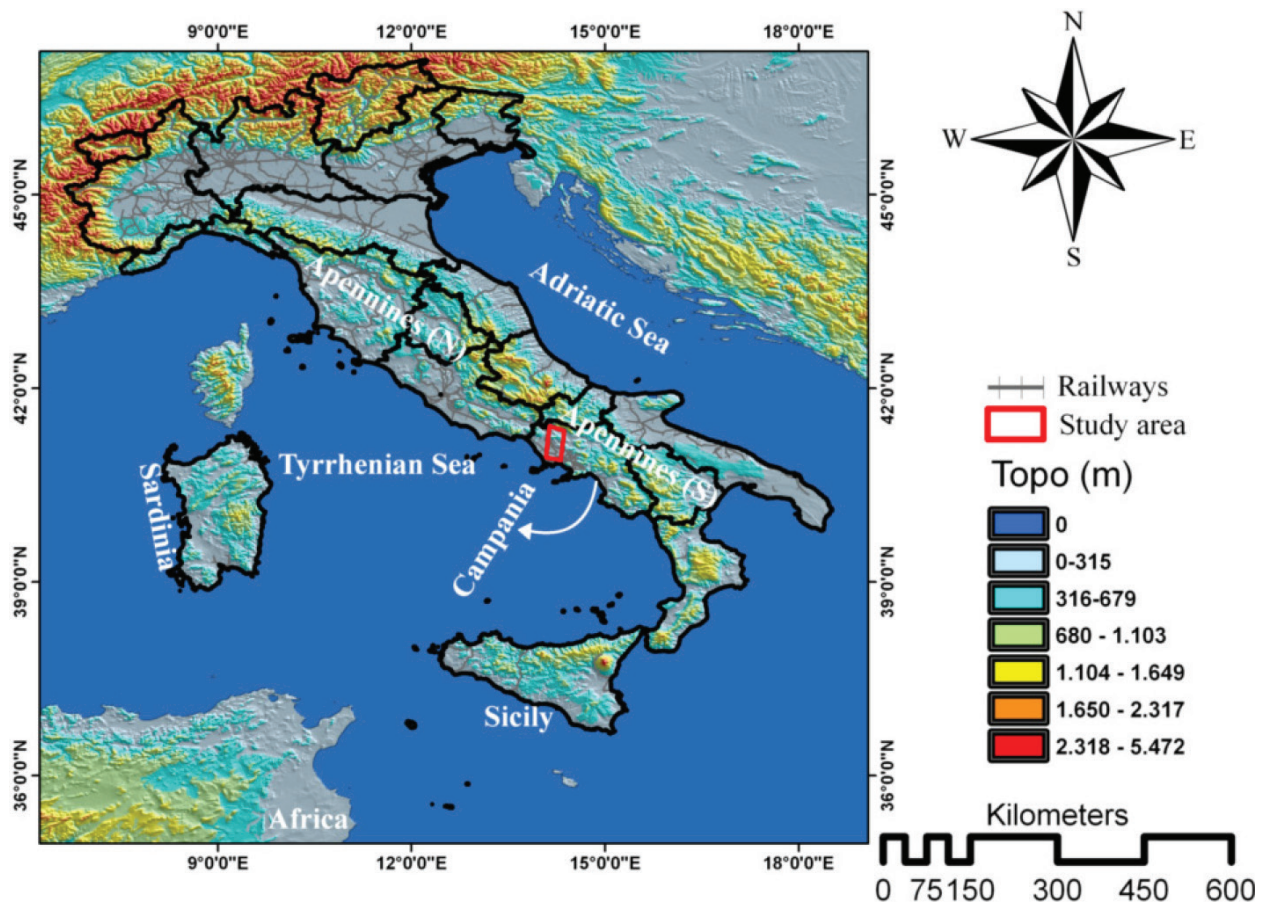 9°0'0"E 12°0'0"E 15°0'0"E 18°0'0"E
N
W E
S
45°0'0"N
45°0'0"N
Adriatic Sea
Apennines (N)
42°0'0"N
42°0'0"N
Railways
Study area
Apennines (S)
Tyrrhenian Sea
Sardinia
Campania
Topo (m)
0
0-315
316-679
680 - 1.103
1.104 - 1.649
1.650 - 2.317
2.318 - 5.472
39°0'0"N
39°0'0"N
Sicily
36°0'0"N
36°0'0"N
Africa
9°0'0"E 12°0'0"E 15°0'0"E 18°0'0"E
Kilometers
0 75 150 300 450 600